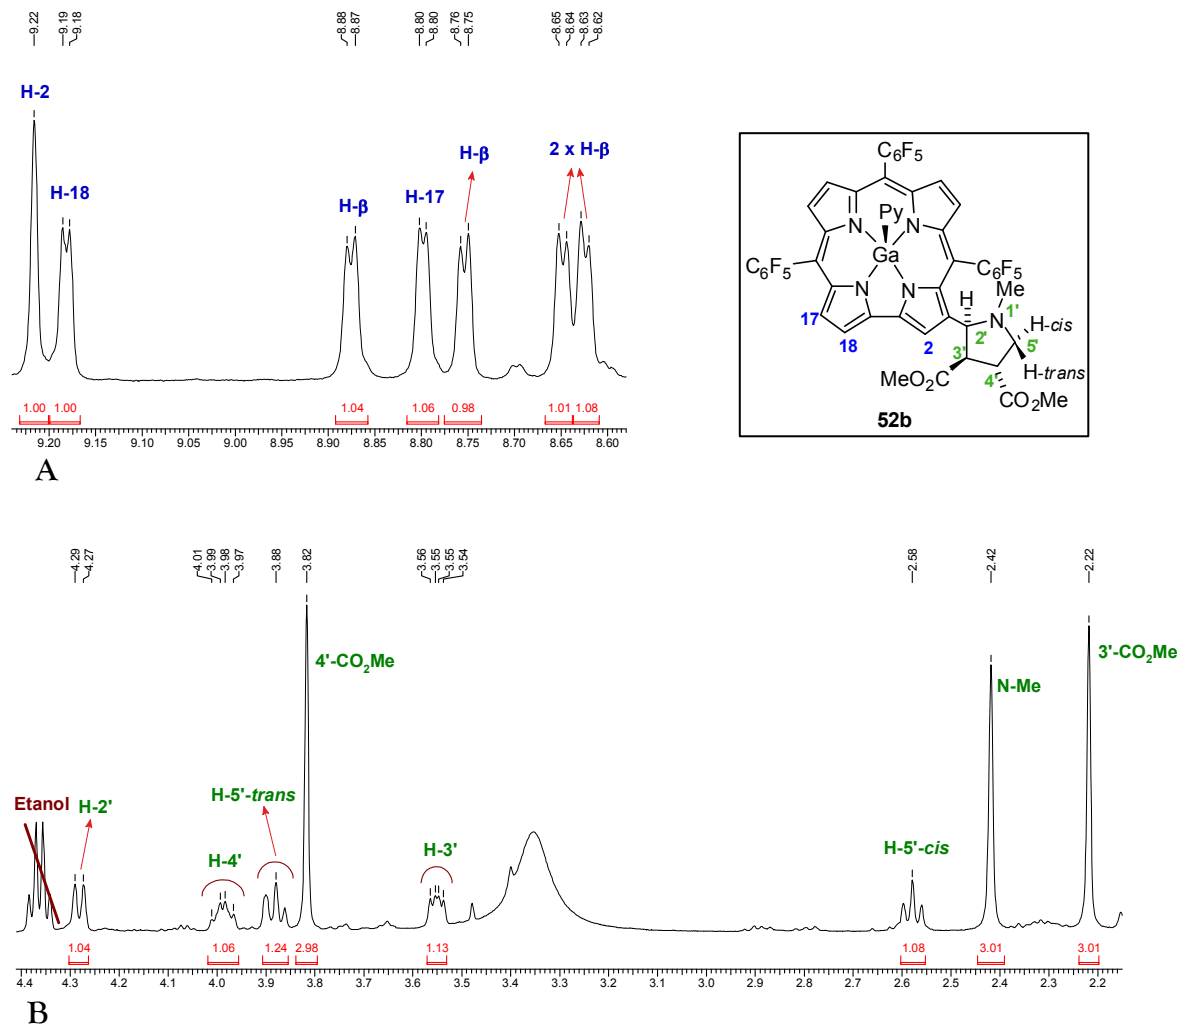 9.22
9.19
9.18
8.88
8.87
8.80
8.80
8.76
8.75
8.65
8.64
8.63
8.62
H-2
H-18
H-β
H-17
H-β
2 x H-β
1.00
1.00
1.04
1.06
0.98
1.01
1.08
9.20
9.15
9.10
9.05
9.00
8.95
8.90
8.85
8.80
8.75
8.70
8.65
8.60
A
C6F5
Py
N
N
Ga
C6F5
C6F5
N
N
H
Me
N
1'
H-cis
17
18
2
2'
5'
3'
4'
H-trans
MeO2C
CO2Me
52b
4.29
4.27
4.01
3.99
3.98
3.97
3.88
3.82
3.56
3.55
3.55
3.54
2.58
2.42
2.22
4'-CO2Me
3'-CO2Me
N-Me
Etanol
H-2'
H-4'
H-5'-trans
H-3'
H-5'-cis
1.04
1.06
1.24
2.98
1.13
1.08
3.01
3.01
4.4
4.3
4.2
4.1
4.0
3.9
3.8
3.7
3.6
3.5
3.4
3.3
3.2
3.1
3.0
2.9
2.8
2.7
2.6
2.5
2.4
2.3
2.2
B